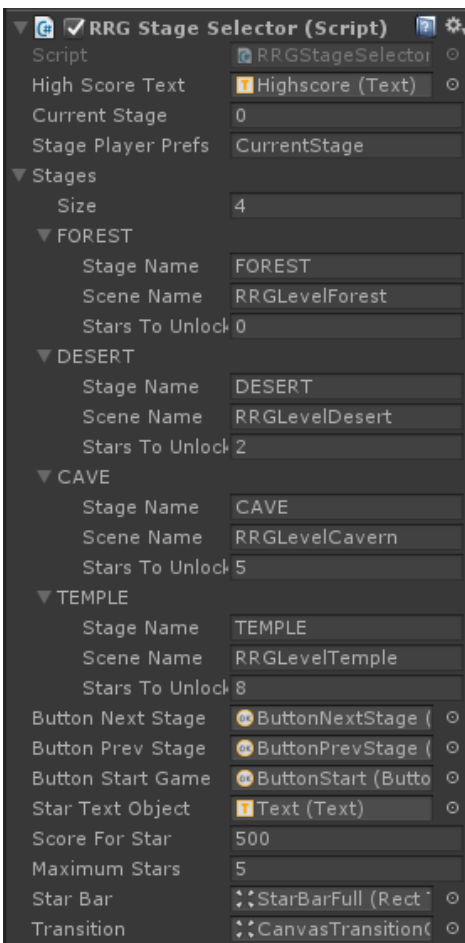 RRG Stage Selector (Script)
Script RRGStageSelector
High Score Text Highscore (Text)
Current Stage 0
Stage Player Prefs CurrentStage
Stages
Size 4
FOREST
Stage Name FOREST
Scene Name RRGLevelForest
Stars To Unlock 0
DESERT
Stage Name DESERT
Scene Name RRGLevelDesert
Stars To Unlock 2
CAVE
Stage Name CAVE
Scene Name RRGLevelCavern
Stars To Unlock 5
TEMPLE
Stage Name TEMPLE
Scene Name RRGLevelTemple
Stars To Unlock 8
Button Next Stage ButtonNextStage (
Button Prev Stage ButtonPrevStage (
Button Start Game ButtonStart (Butto
Star Text Object Text (Text)
Score For Star 500
Maximum Stars 5
Star Bar StarBarFull (Rect
Transition CanvasTransition(